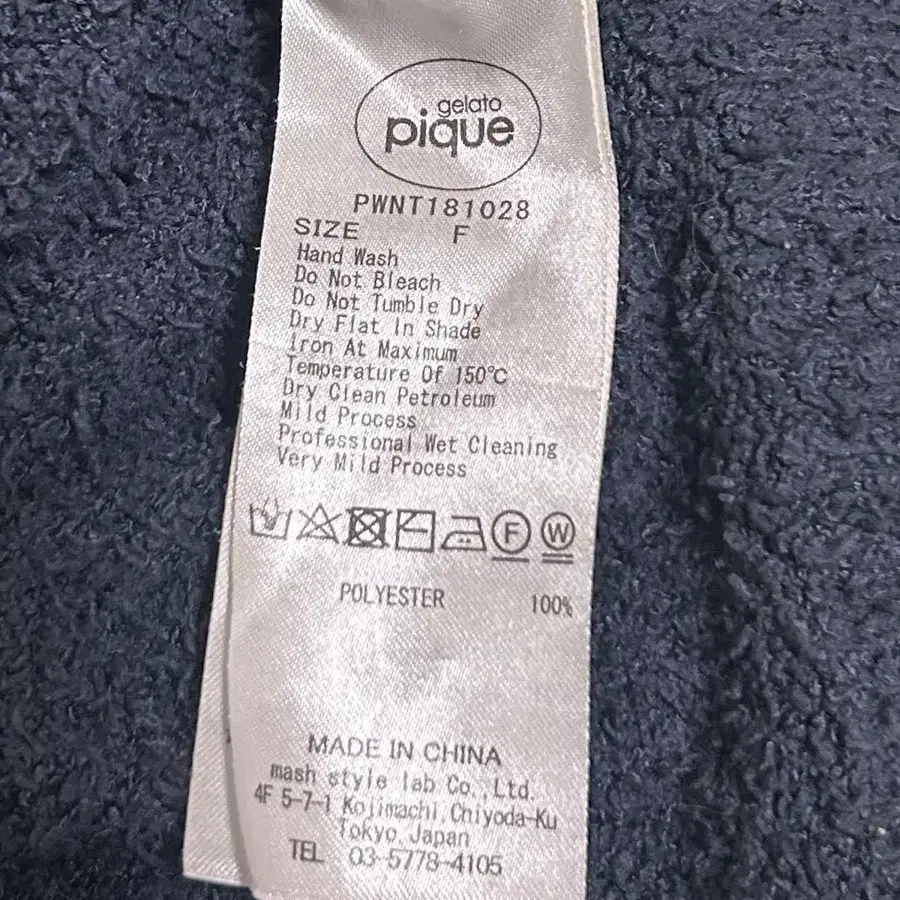 gelato
pique
PWNT181028
SIZE F
Hand Wash
Do Not Bleach
Do Not Tumble Dry
Dry Flat In Shade
Iron At Maximum
Temperature Of 150℃
Dry Clean Petroleum
Mild Process
Professional Wet Cleaning
Very Mild Process
F W
POLYESTER 100%
MADE IN CHINA
mash style lab Co.,Ltd.
4F 5-7-1 Kojimachi,Chiyoda-Ku
Tokyo,Japan
TEL 03-5778-4105